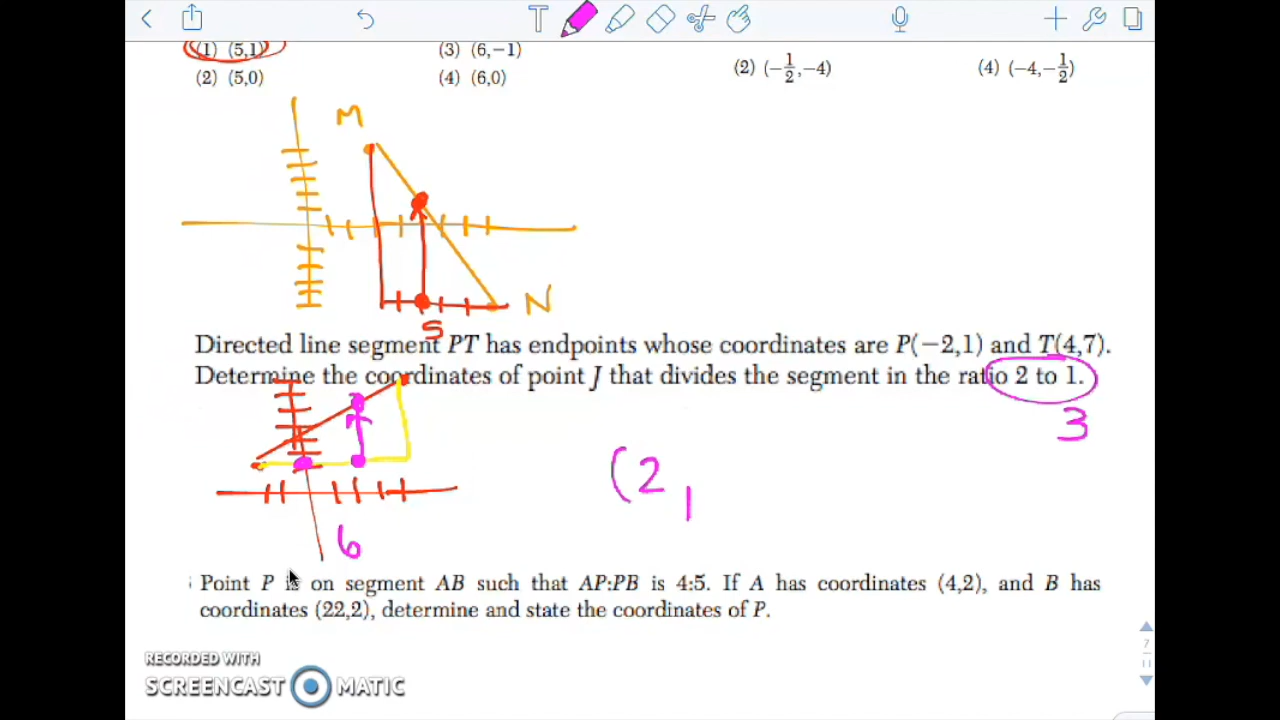 (1) (5,1) (3) (6,−1)
(2) (5,0) (4) (6,0) (2) (−1/2,−4) (4) (−4,−1/2)
M
N
5
Directed line segment PT has endpoints whose coordinates are P(−2,1) and T(4,7).
Determine the coordinates of point J that divides the segment in the ratio 2 to 1.
3
(2,
6
Point P is on segment AB such that AP:PB is 4:5. If A has coordinates (4,2), and B has
coordinates (22,2), determine and state the coordinates of P.
RECORDED WITH
SCREENCAST MATIC
7
11